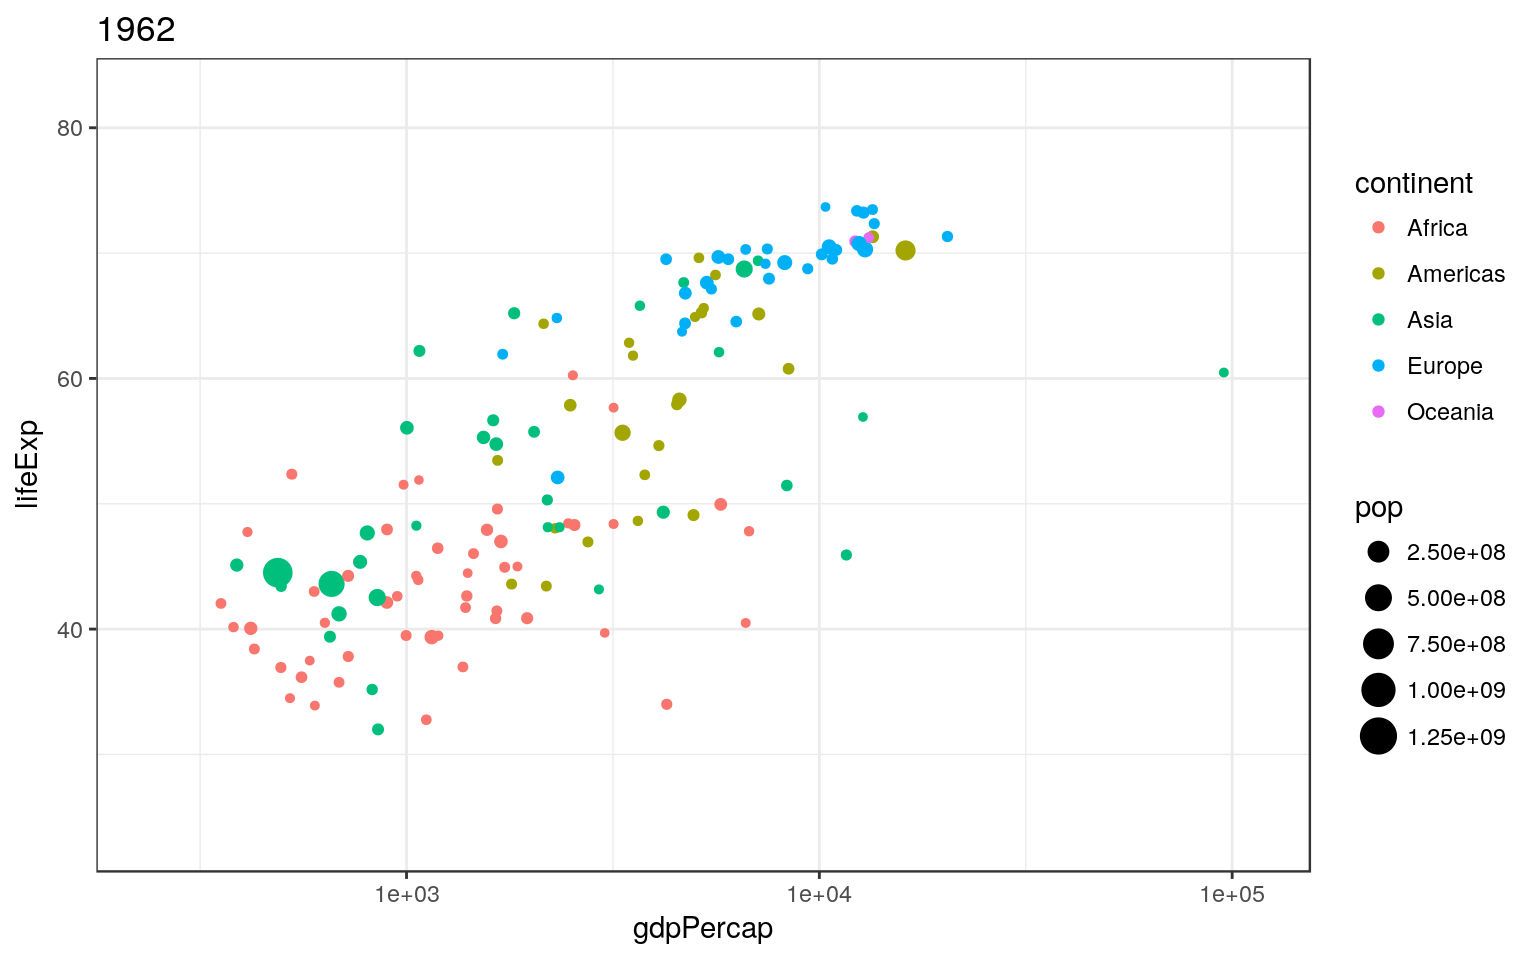 1962
80
60
40
lifeExp
1e+03
1e+04
1e+05
gdpPercap
continent
Africa
Americas
Asia
Europe
Oceania
pop
2.50e+08
5.00e+08
7.50e+08
1.00e+09
1.25e+09